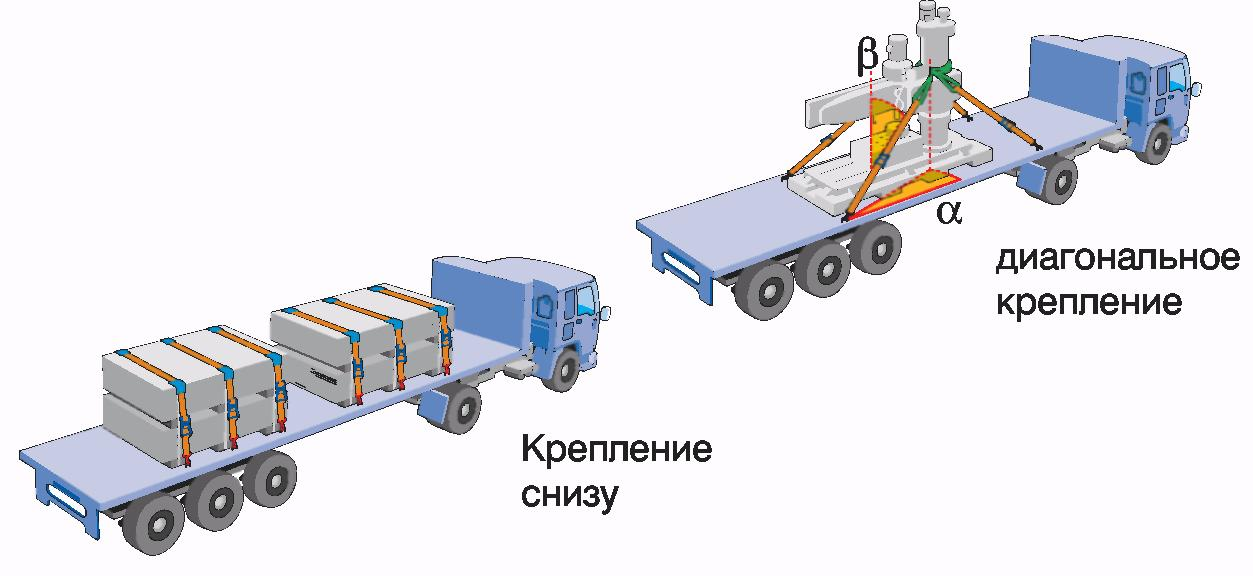 β
α
диагональное
крепление
Крепление
снизу